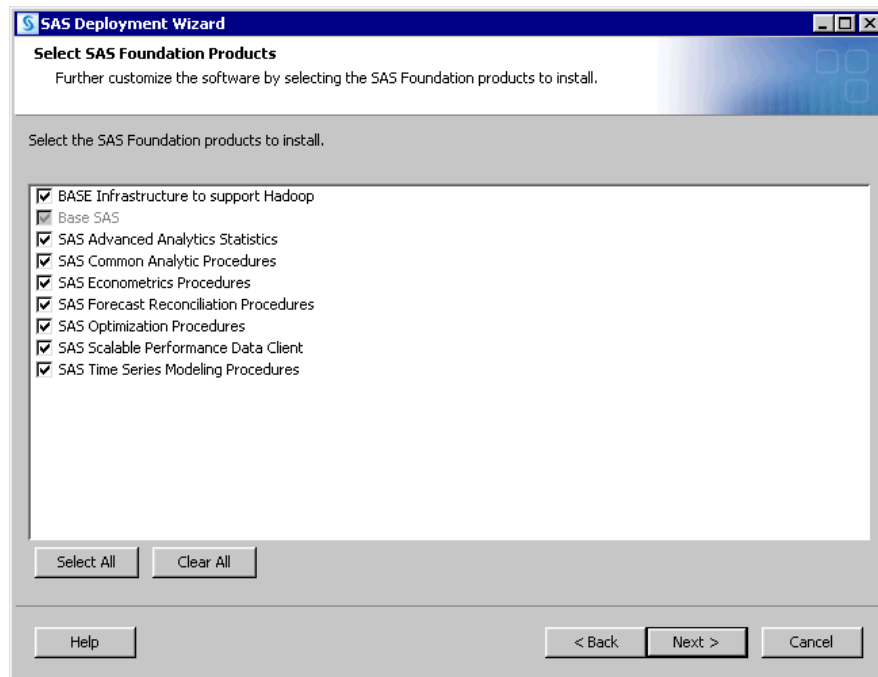 SAS Deployment Wizard
Select SAS Foundation Products
Further customize the software by selecting the SAS Foundation products to install.
Select the SAS Foundation products to install.
BASE Infrastructure to support Hadoop
Base SAS
SAS Advanced Analytics Statistics
SAS Common Analytic Procedures
SAS Econometrics Procedures
SAS Forecast Reconciliation Procedures
SAS Optimization Procedures
SAS Scalable Performance Data Client
SAS Time Series Modeling Procedures
Select All Clear All
Help < Back Next > Cancel